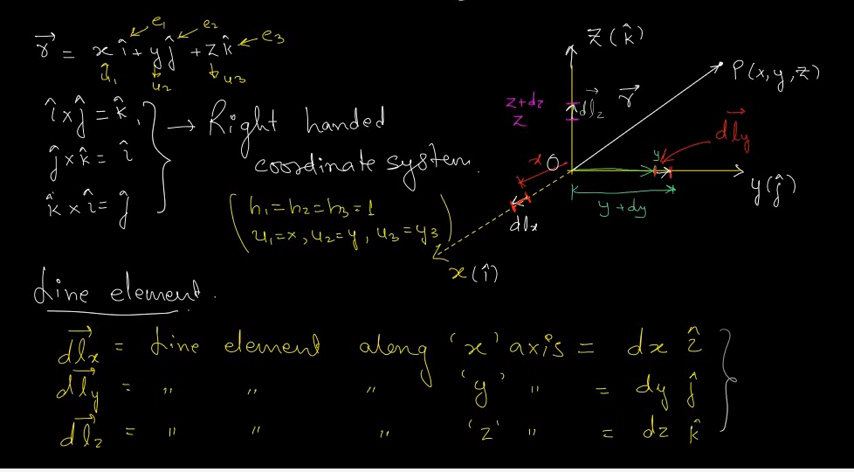 r⃗ = x î + y ĵ + z k̂
e₁ e₂ e₃
u₁ u₂ u₃
î × ĵ = k̂,
ĵ × k̂ = î
k̂ × î = ĵ
→ Right handed
coordinate system.
( h₁ = h₂ = h₃ = 1
u₁ = x, u₂ = y, u₃ = y₃ )
Z (k̂)
P(x, y, z)
z+dz
z
dl⃗z
r⃗
dl⃗y
x
O
y
y (ĵ)
y+dy
dlx
x (î)
Line element.
dl⃗x = Line element along 'x' axis = dx î
dl⃗y = " " " 'y' " = dy ĵ
dl⃗z = " " " 'z' " = dz k̂